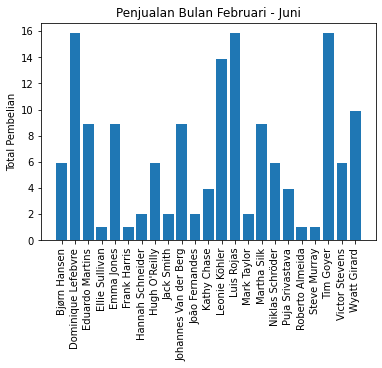 Penjualan Bulan Februari - Juni
Total Pembelian
16
14
12
10
8
6
4
2
0
Bjørn Hansen
Dominique Lefebvre
Eduardo Martins
Ellie Sullivan
Emma Jones
Frank Harris
Hannah Schneider
Hugh O'Reilly
Jack Smith
Johannes Van der Berg
João Fernandes
Kathy Chase
Leonie Köhler
Luis Rojas
Mark Taylor
Martha Silk
Niklas Schröder
Puja Srivastava
Roberto Almeida
Steve Murray
Tim Goyer
Victor Stevens
Wyatt Girard